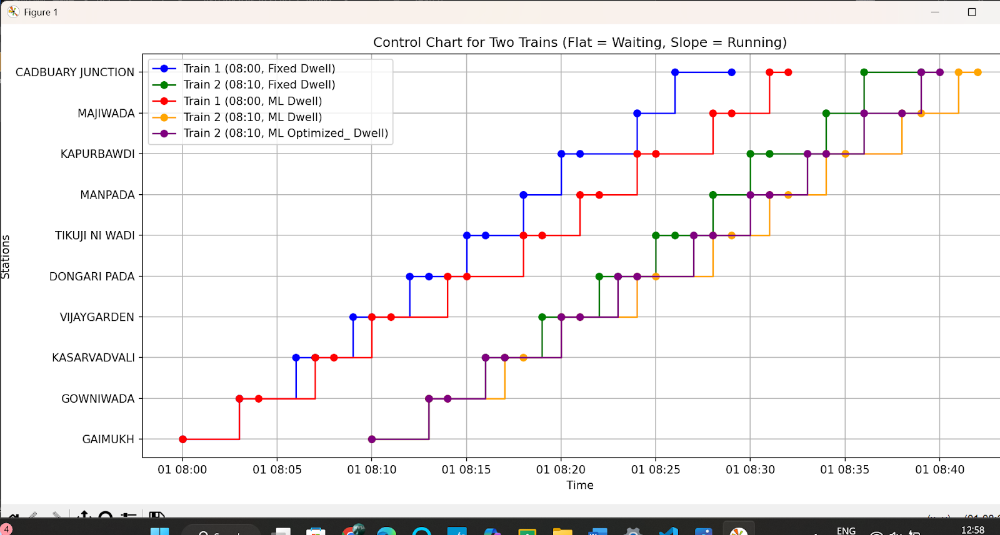 Figure 1
Control Chart for Two Trains (Flat = Waiting, Slope = Running)
Train 1 (08:00, Fixed Dwell)
Train 2 (08:10, Fixed Dwell)
Train 1 (08:00, ML Dwell)
Train 2 (08:10, ML Dwell)
Train 2 (08:10, ML Optimized_ Dwell)
CADBUARY JUNCTION
MAJIWADA
KAPURBAWDI
MANPADA
TIKUJI NI WADI
DONGARI PADA
VIJAYGARDEN
KASARVADVALI
GOWNIWADA
GAIMUKH
Stations
01 08:00 01 08:05 01 08:10 01 08:15 01 08:20 01 08:25 01 08:30 01 08:35 01 08:40
Time
4
ENG
12:58